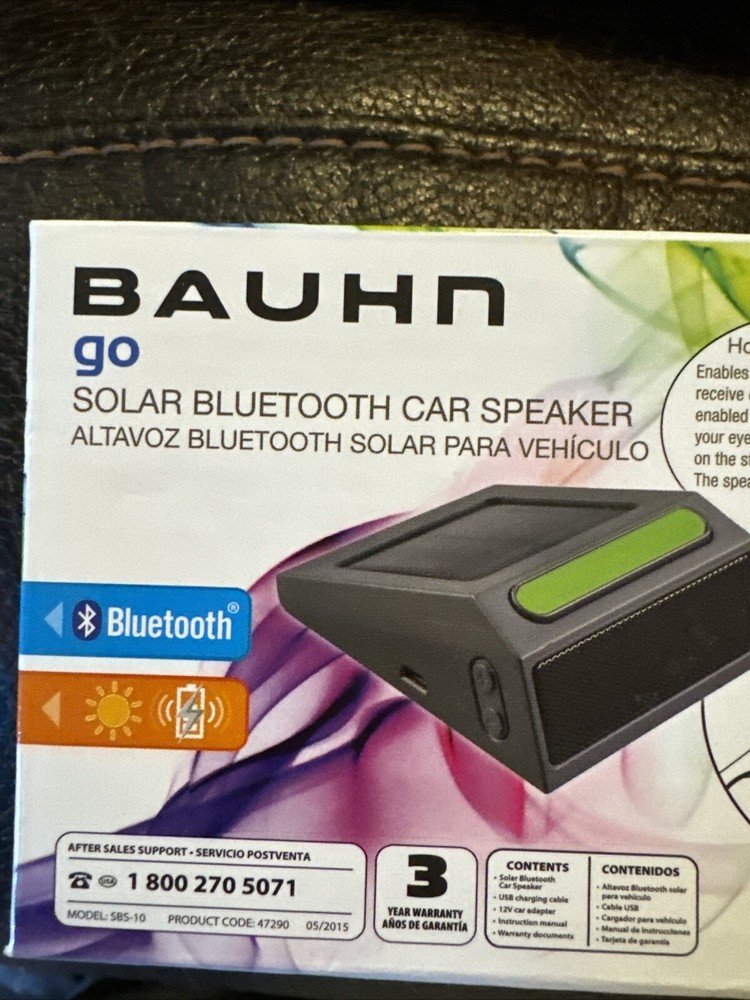 BAUHN
go
SOLAR BLUETOOTH CAR SPEAKER
ALTAVOZ BLUETOOTH SOLAR PARA VEHÍCULO
Enables
receive
enabled
your
on the
The
Bluetooth®
AFTER SALES SUPPORT • SERVICIO POSTVENTA
USA 1 800 270 5071
MODEL: SBS-10 PRODUCT CODE: 47290 05/2015
3
YEAR WARRANTY
AÑOS DE GARANTÍA
CONTENTS
• Solar Bluetooth
Car Speaker
• USB charging cable
• 12V car adapter
• Instruction manual
• Warranty documents
CONTENIDOS
• Altavoz Bluetooth solar
para vehículo
• Cable USB
• Cargador para vehículo
• Manual de instrucciones
• Tarjeta de garantía